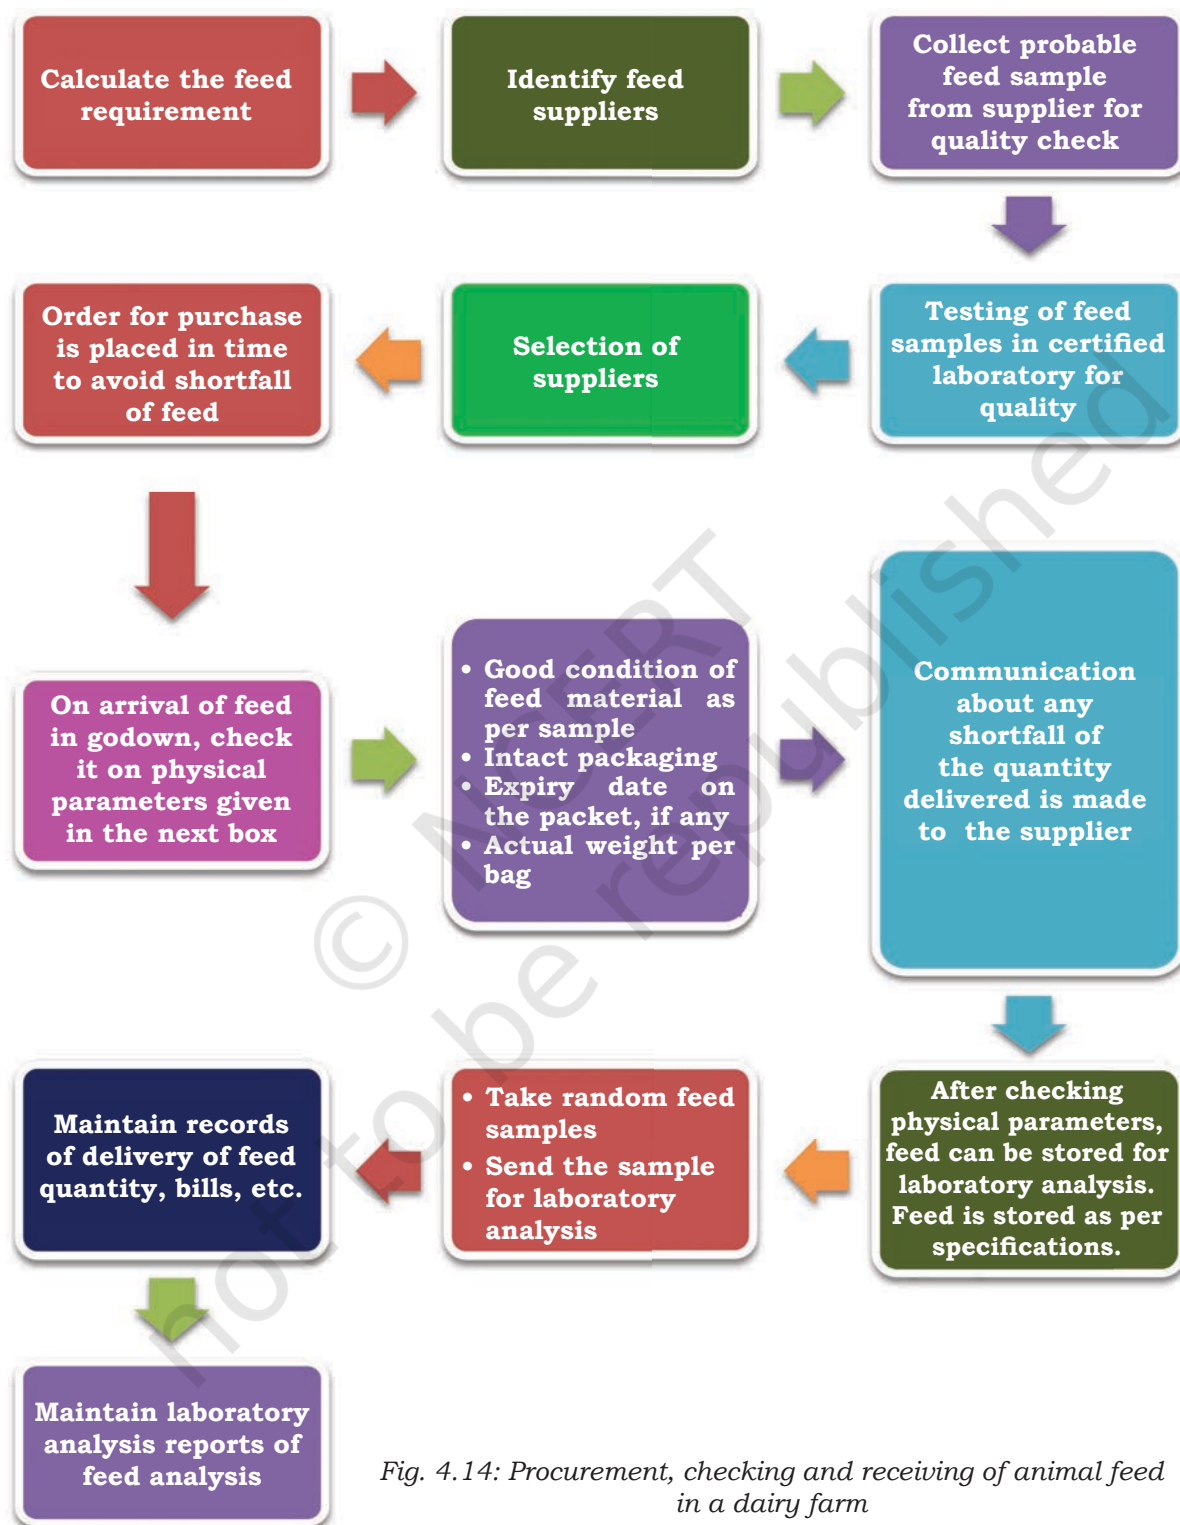 Calculate the feed
requirement
Identify feed
suppliers
Collect probable
feed sample
from supplier for
quality check
Testing of feed
samples in certified
laboratory for
quality
Selection of
suppliers
Order for purchase
is placed in time
to avoid shortfall
of feed
On arrival of feed
in godown, check
it on physical
parameters given
in the next box
• Good condition of
feed material as
per sample
• Intact packaging
• Expiry date on
the packet, if any
• Actual weight per
bag
Communication
about any
shortfall of
the quantity
delivered is made
to the supplier
After checking
physical parameters,
feed can be stored for
laboratory analysis.
Feed is stored as per
specifications.
• Take random feed
samples
• Send the sample
for laboratory
analysis
Maintain records
of delivery of feed
quantity, bills, etc.
Maintain laboratory
analysis reports of
feed analysis
Fig. 4.14: Procurement, checking and receiving of animal feed
in a dairy farm
© NCERT
not to be republished